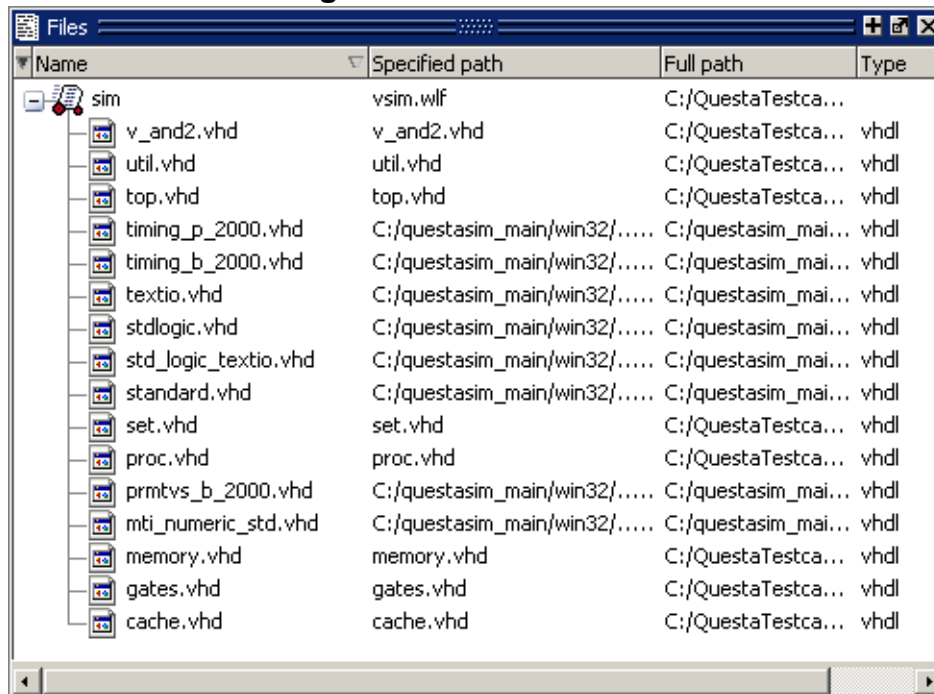 Files
Name Specified path Full path Type
sim vsim.wlf C:/QuestaTestca...
v_and2.vhd v_and2.vhd C:/QuestaTestca... vhdl
util.vhd util.vhd C:/QuestaTestca... vhdl
top.vhd top.vhd C:/QuestaTestca... vhdl
timing_p_2000.vhd C:/questasim_main/win32/..... C:/questasim_mai... vhdl
timing_b_2000.vhd C:/questasim_main/win32/..... C:/questasim_mai... vhdl
textio.vhd C:/questasim_main/win32/..... C:/questasim_mai... vhdl
stdlogic.vhd C:/questasim_main/win32/..... C:/questasim_mai... vhdl
std_logic_textio.vhd C:/questasim_main/win32/..... C:/questasim_mai... vhdl
standard.vhd C:/questasim_main/win32/..... C:/questasim_mai... vhdl
set.vhd set.vhd C:/QuestaTestca... vhdl
proc.vhd proc.vhd C:/QuestaTestca... vhdl
prmtvs_b_2000.vhd C:/questasim_main/win32/..... C:/questasim_mai... vhdl
mti_numeric_std.vhd C:/questasim_main/win32/..... C:/questasim_mai... vhdl
memory.vhd memory.vhd C:/QuestaTestca... vhdl
gates.vhd gates.vhd C:/QuestaTestca... vhdl
cache.vhd cache.vhd C:/QuestaTestca... vhdl